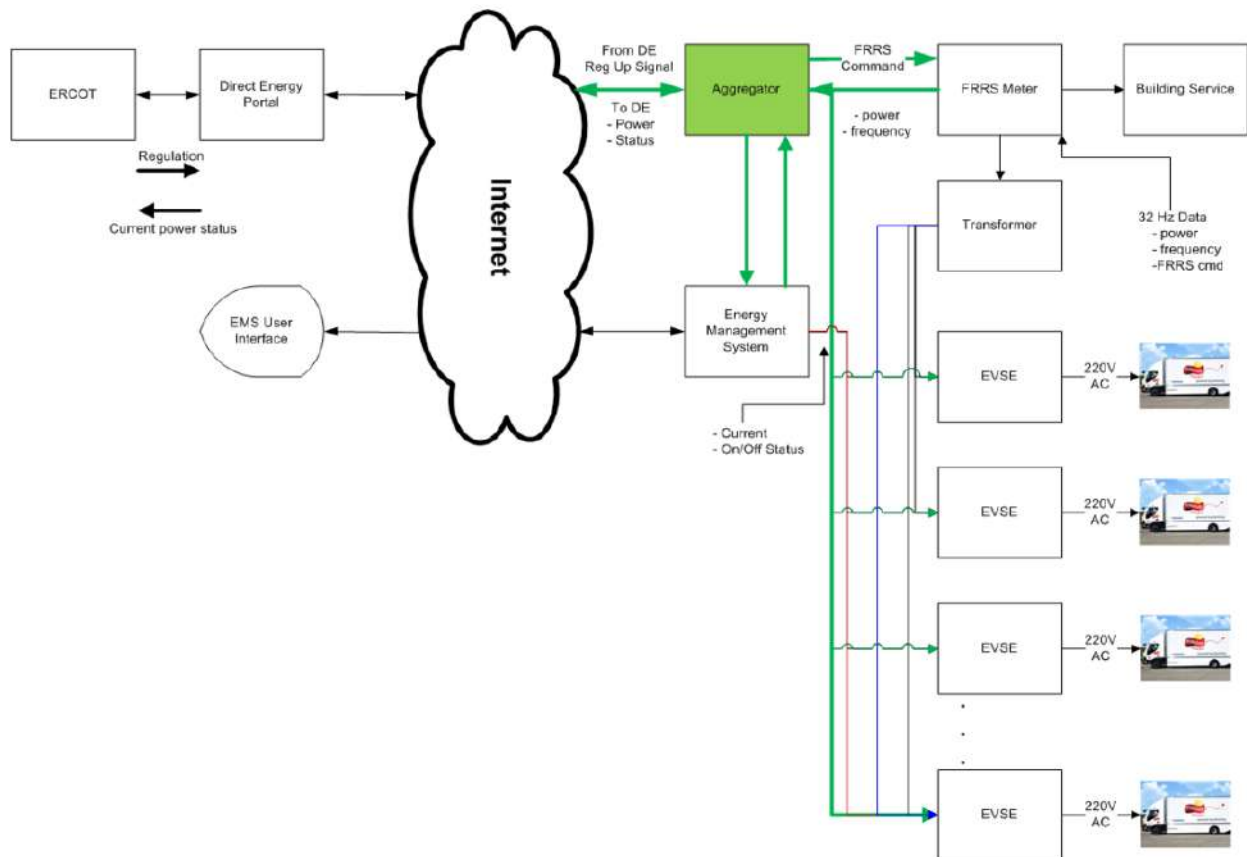 ERCOT
Direct Energy
Portal
Regulation
Current power status
EMS User
Interface
Internet
From DE
Reg Up Signal
To DE
- Power
- Status
Aggregator
FRRS
Command
- power
- frequency
FRRS Meter
Building Service
Transformer
32 Hz Data
- power
- frequency
-FRRS cmd
Energy
Management
System
- Current
- On/Off Status
EVSE
220V
AC
EVSE
220V
AC
EVSE
220V
AC
EVSE
220V
AC